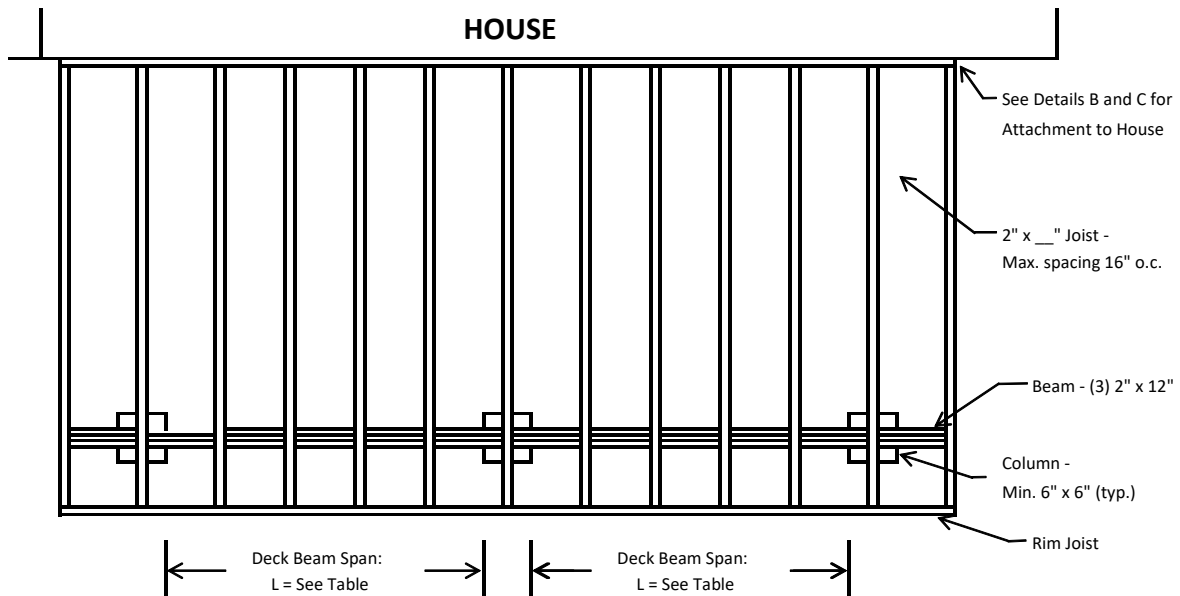 HOUSE
See Details B and C for
Attachment to House
2" x __" Joist -
Max. spacing 16" o.c.
Beam - (3) 2" x 12"
Column -
Min. 6" x 6" (typ.)
Rim Joist
Deck Beam Span:
L = See Table
Deck Beam Span:
L = See Table